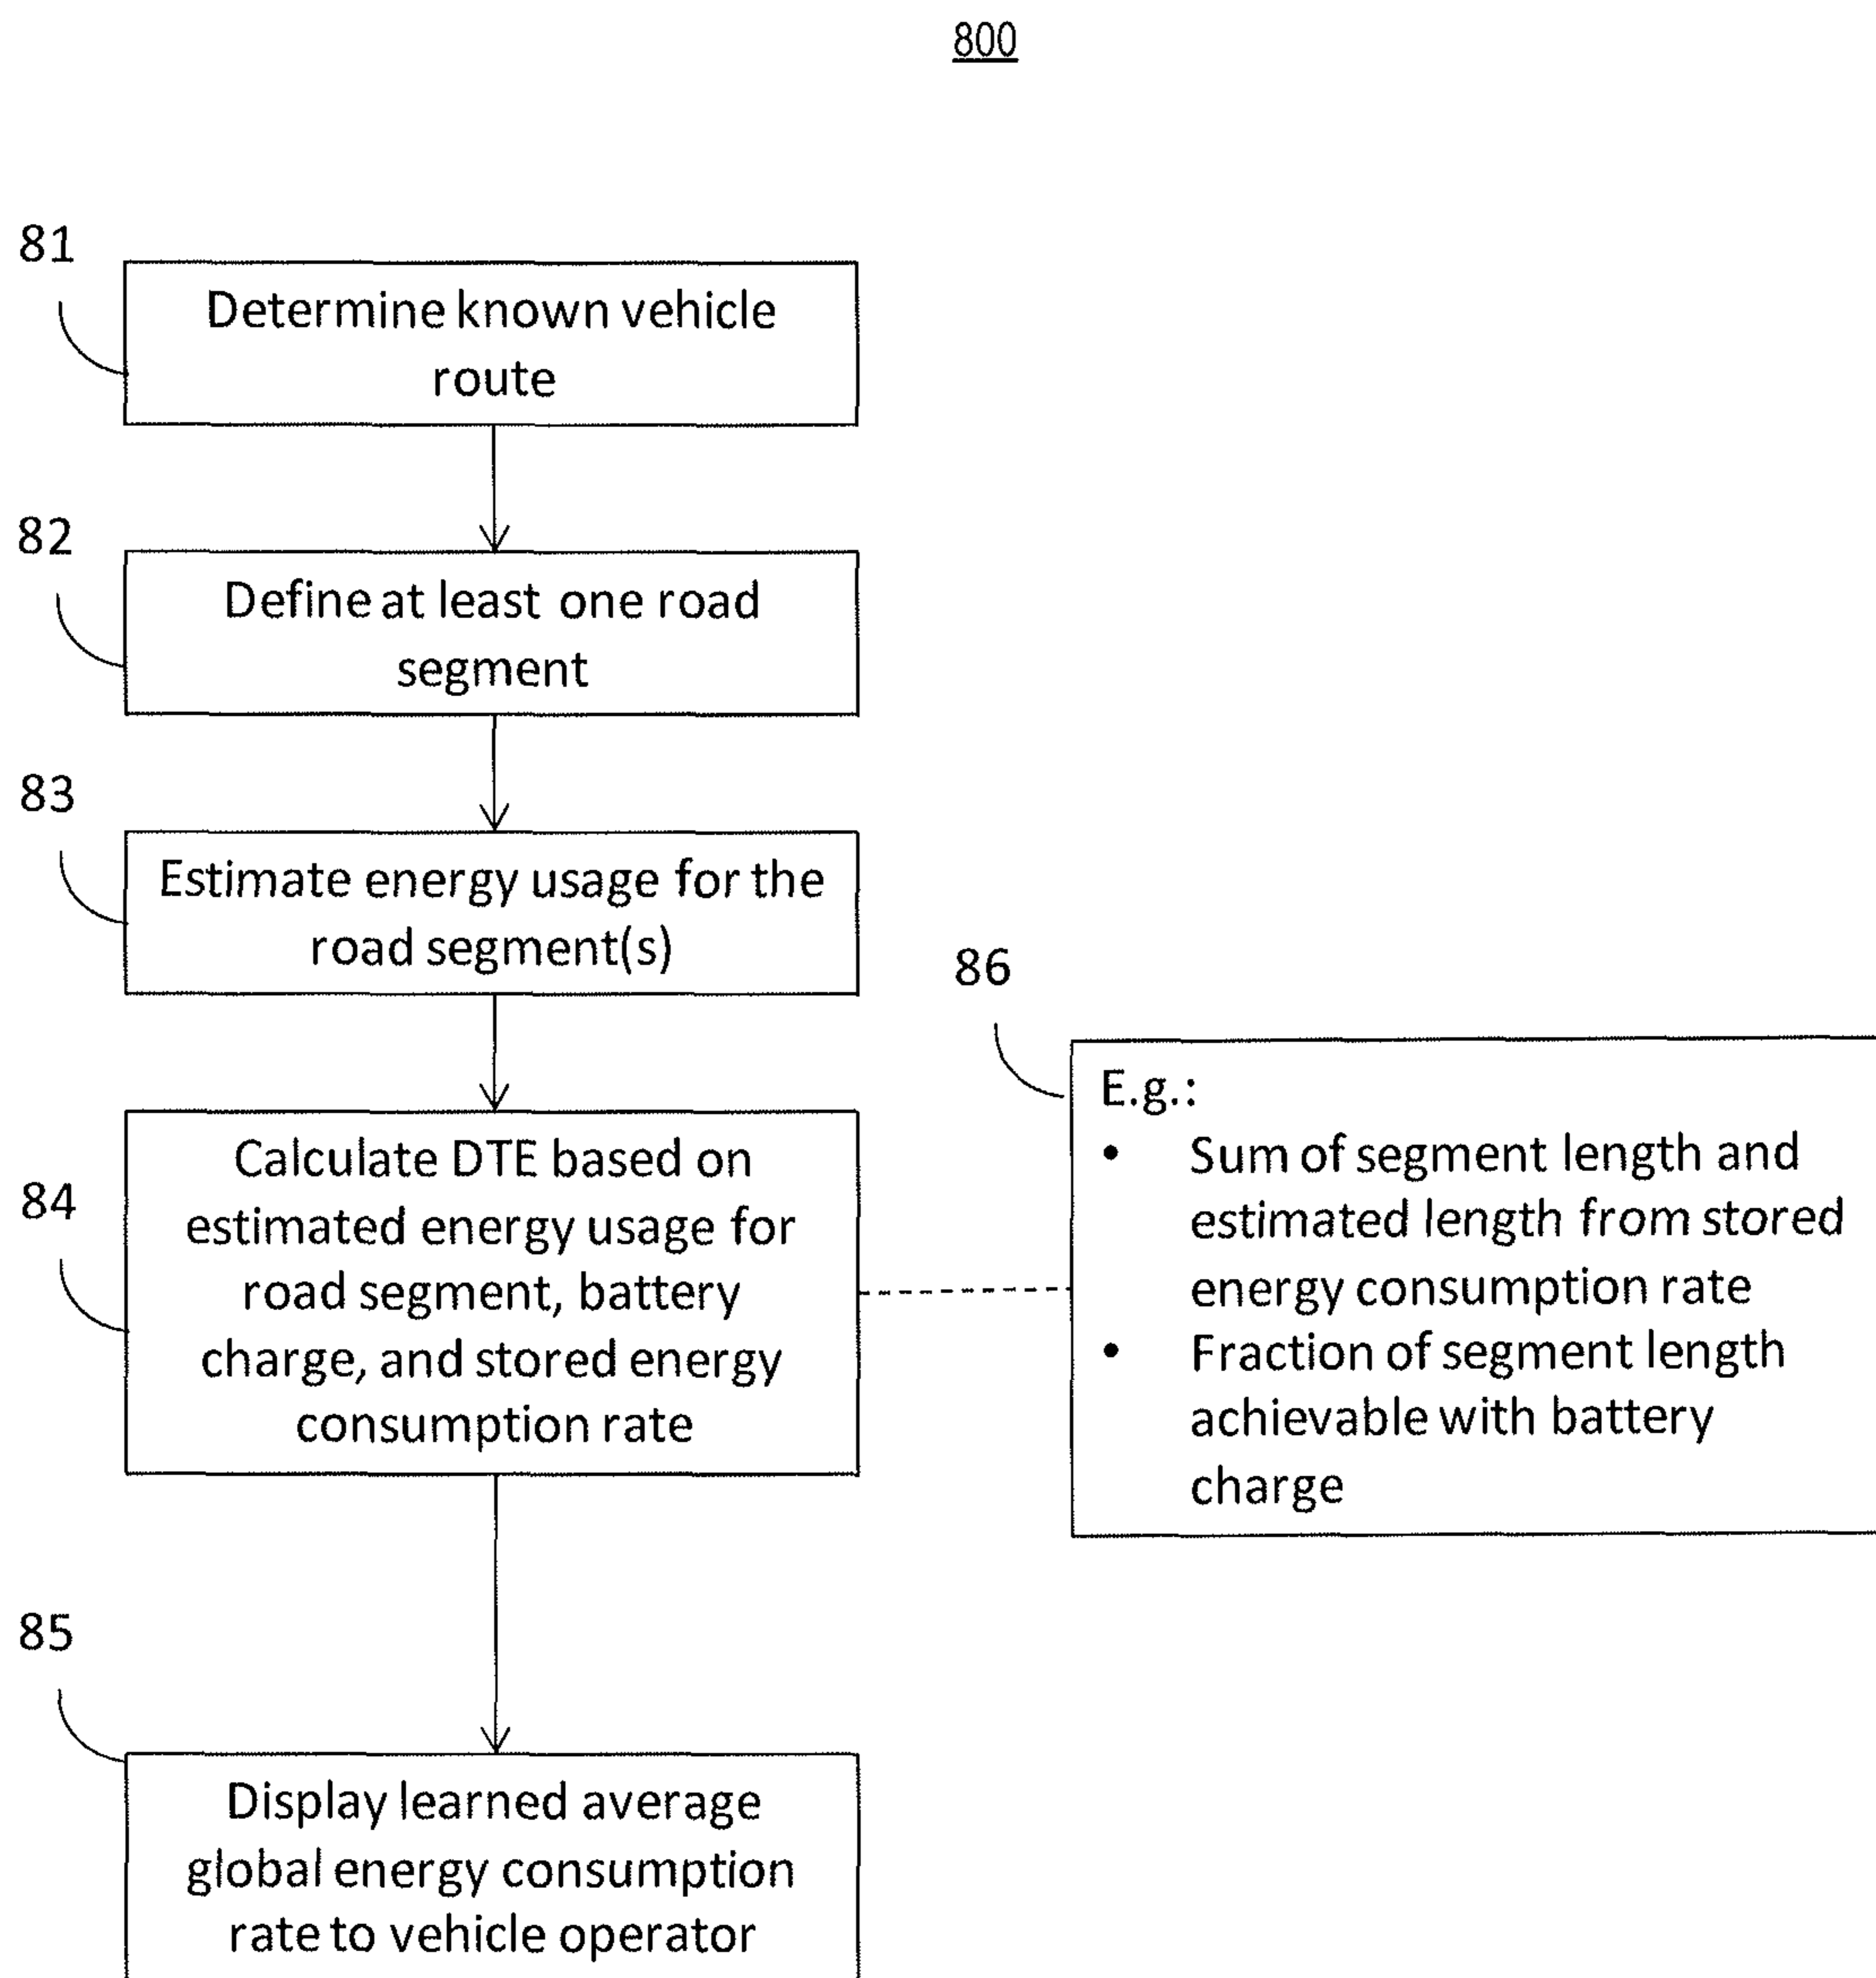 800
81
Determine known vehicle
route
82
Define at least one road
segment
83
Estimate energy usage for the
road segment(s)
84
Calculate DTE based on
estimated energy usage for
road segment, battery
charge, and stored energy
consumption rate
86
E.g.:
• Sum of segment length and
estimated length from stored
energy consumption rate
• Fraction of segment length
achievable with battery
charge
85
Display learned average
global energy consumption
rate to vehicle operator